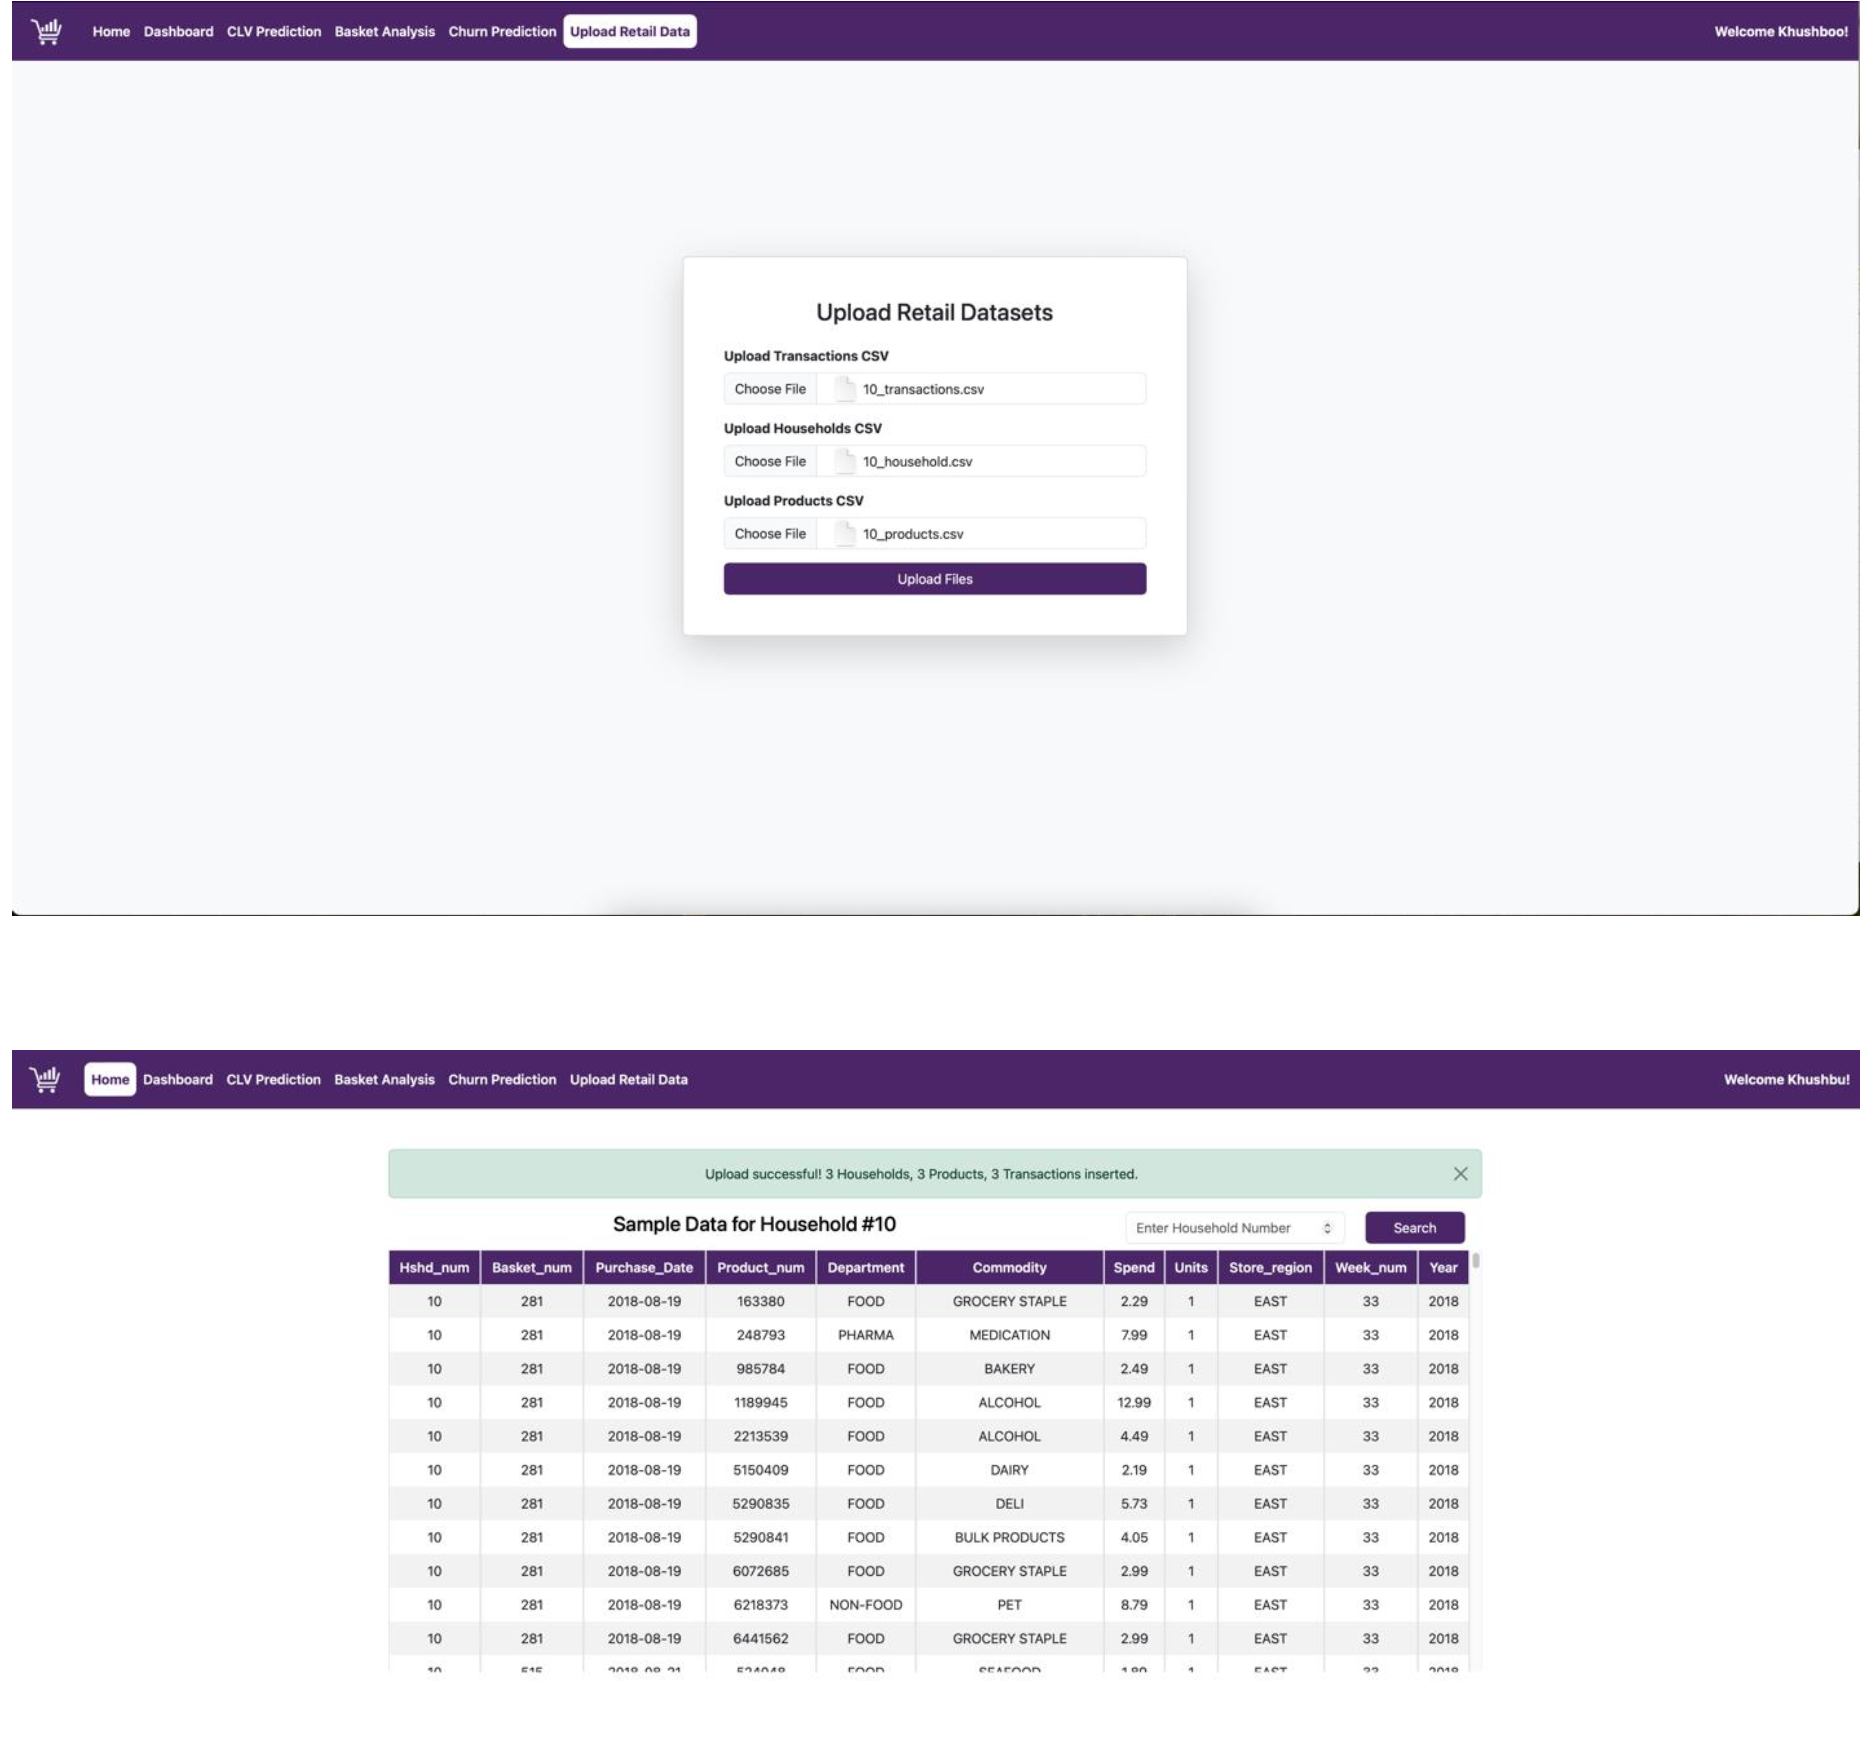 Home Dashboard CLV Prediction Basket Analysis Churn Prediction Upload Retail Data Welcome Khushboo!
Upload Retail Datasets
Upload Transactions CSV
Choose File 10_transactions.csv
Upload Households CSV
Choose File 10_household.csv
Upload Products CSV
Choose File 10_products.csv
Upload Files
Home Dashboard CLV Prediction Basket Analysis Churn Prediction Upload Retail Data Welcome Khushbu!
Upload successful! 3 Households, 3 Products, 3 Transactions inserted.
Sample Data for Household #10 Enter Household Number Search
Hshd_num Basket_num Purchase_Date Product_num Department Commodity Spend Units Store_region Week_num Year
10 281 2018-08-19 163380 FOOD GROCERY STAPLE 2.29 1 EAST 33 2018
10 281 2018-08-19 248793 PHARMA MEDICATION 7.99 1 EAST 33 2018
10 281 2018-08-19 985784 FOOD BAKERY 2.49 1 EAST 33 2018
10 281 2018-08-19 1189945 FOOD ALCOHOL 12.99 1 EAST 33 2018
10 281 2018-08-19 2213539 FOOD ALCOHOL 4.49 1 EAST 33 2018
10 281 2018-08-19 5150409 FOOD DAIRY 2.19 1 EAST 33 2018
10 281 2018-08-19 5290835 FOOD DELI 5.73 1 EAST 33 2018
10 281 2018-08-19 5290841 FOOD BULK PRODUCTS 4.05 1 EAST 33 2018
10 281 2018-08-19 6072685 FOOD GROCERY STAPLE 2.99 1 EAST 33 2018
10 281 2018-08-19 6218373 NON-FOOD PET 8.79 1 EAST 33 2018
10 281 2018-08-19 6441562 FOOD GROCERY STAPLE 2.99 1 EAST 33 2018
10 FOOD SEAFOOD 1 EAST 2018